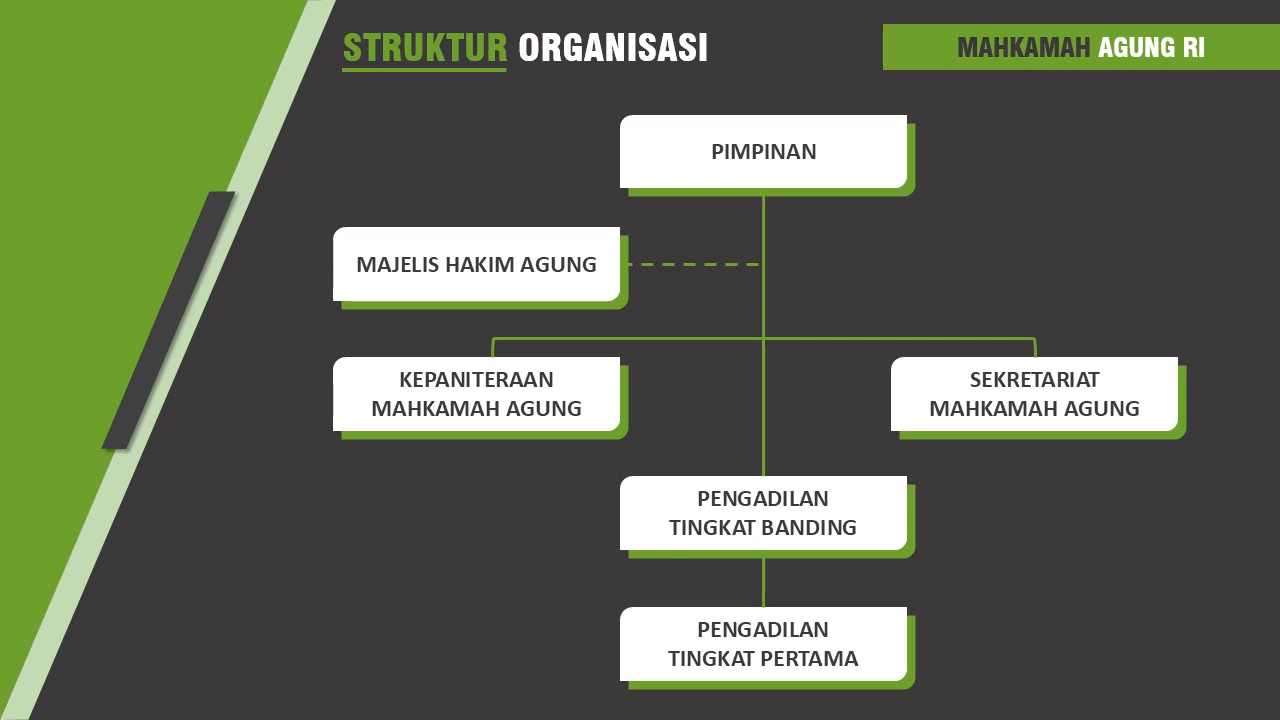 STRUKTUR ORGANISASI
MAHKAMAH AGUNG RI
PIMPINAN
MAJELIS HAKIM AGUNG
KEPANITERAAN
MAHKAMAH AGUNG
SEKRETARIAT
MAHKAMAH AGUNG
PENGADILAN
TINGKAT BANDING
PENGADILAN
TINGKAT PERTAMA